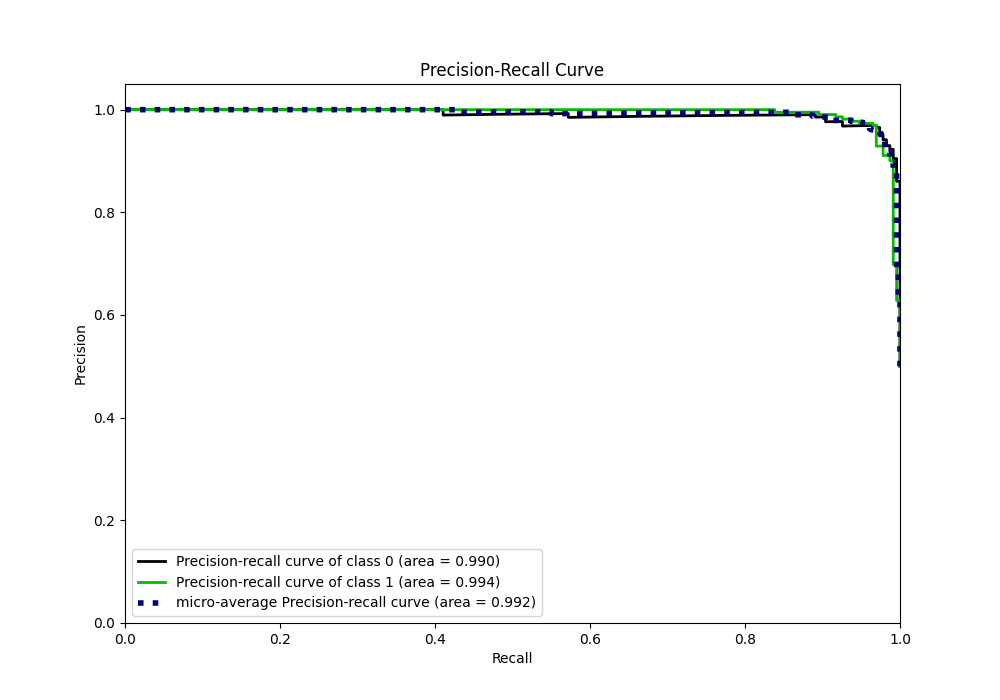 Precision-Recall Curve
1.0
0.8
0.6
0.4
0.2
0.0
Precision
Precision-recall curve of class 0 (area = 0.990)
Precision-recall curve of class 1 (area = 0.994)
micro-average Precision-recall curve (area = 0.992)
0.0 0.2 0.4 0.6 0.8 1.0
Recall